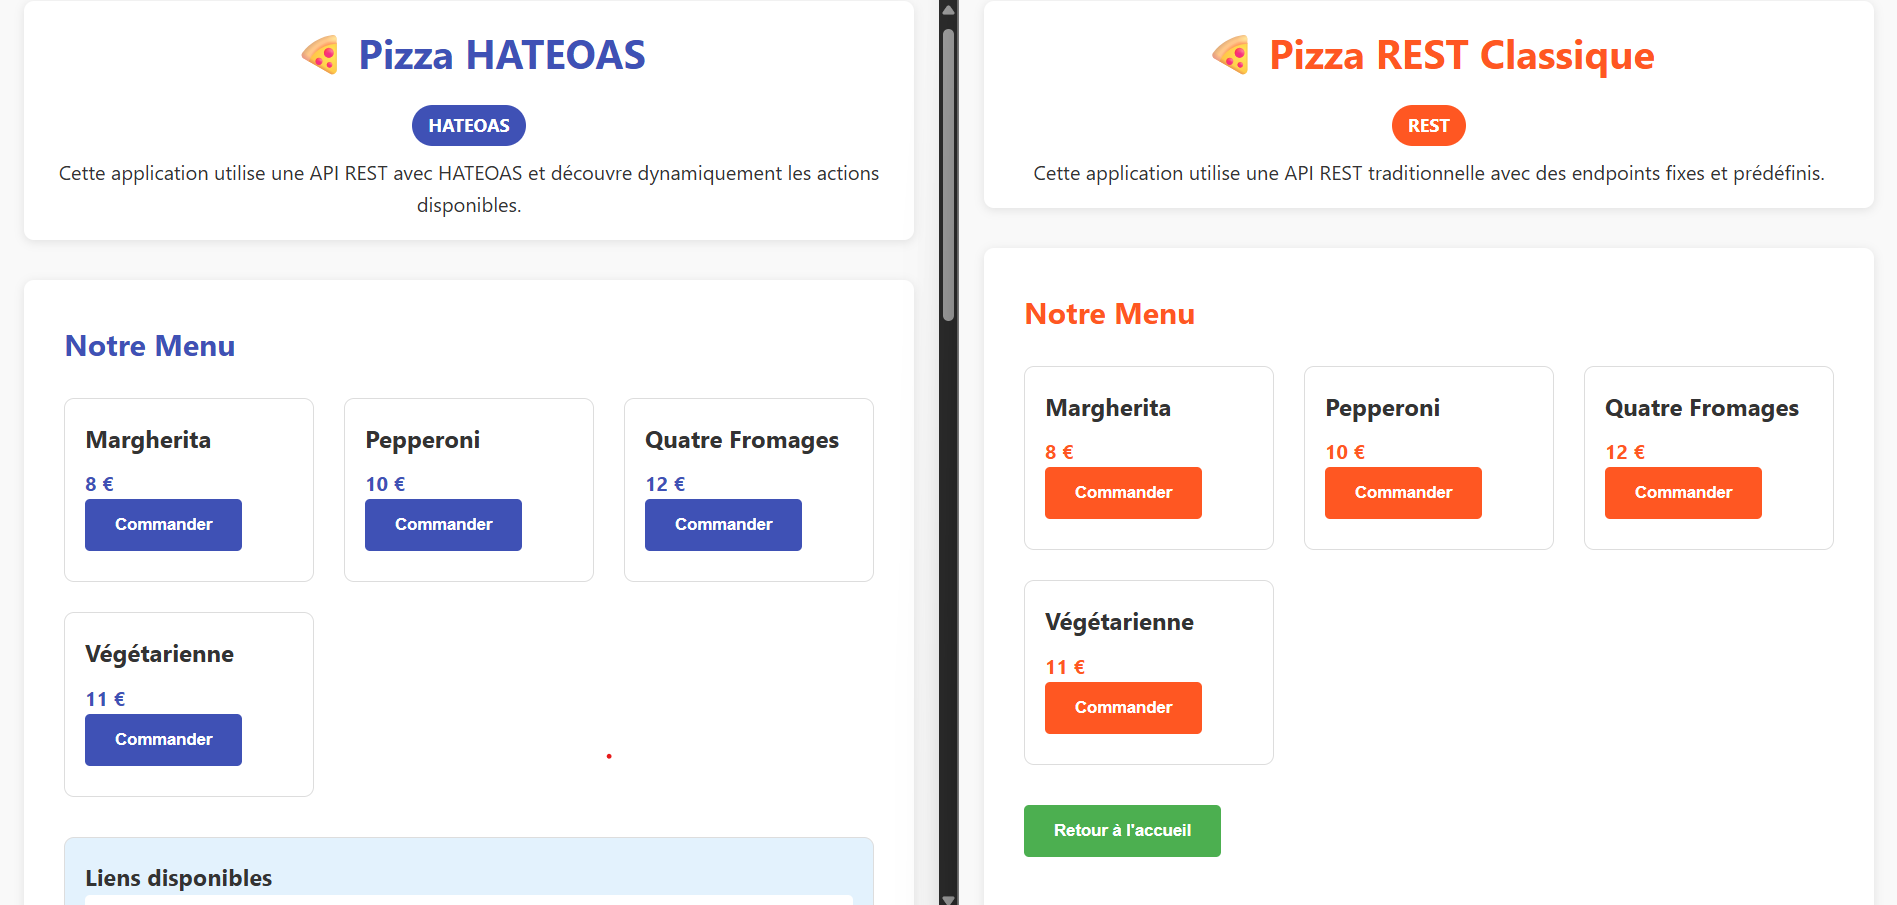 Pizza HATEOAS
HATEOAS
Cette application utilise une API REST avec HATEOAS et découvre dynamiquement les actions
disponibles.
Notre Menu
Margherita
8 €
Commander
Pepperoni
10 €
Commander
Quatre Fromages
12 €
Commander
Végétarienne
11 €
Commander
Liens disponibles
Pizza REST Classique
REST
Cette application utilise une API REST traditionnelle avec des endpoints fixes et prédéfinis.
Notre Menu
Margherita
8 €
Commander
Pepperoni
10 €
Commander
Quatre Fromages
12 €
Commander
Végétarienne
11 €
Commander
Retour à l'accueil